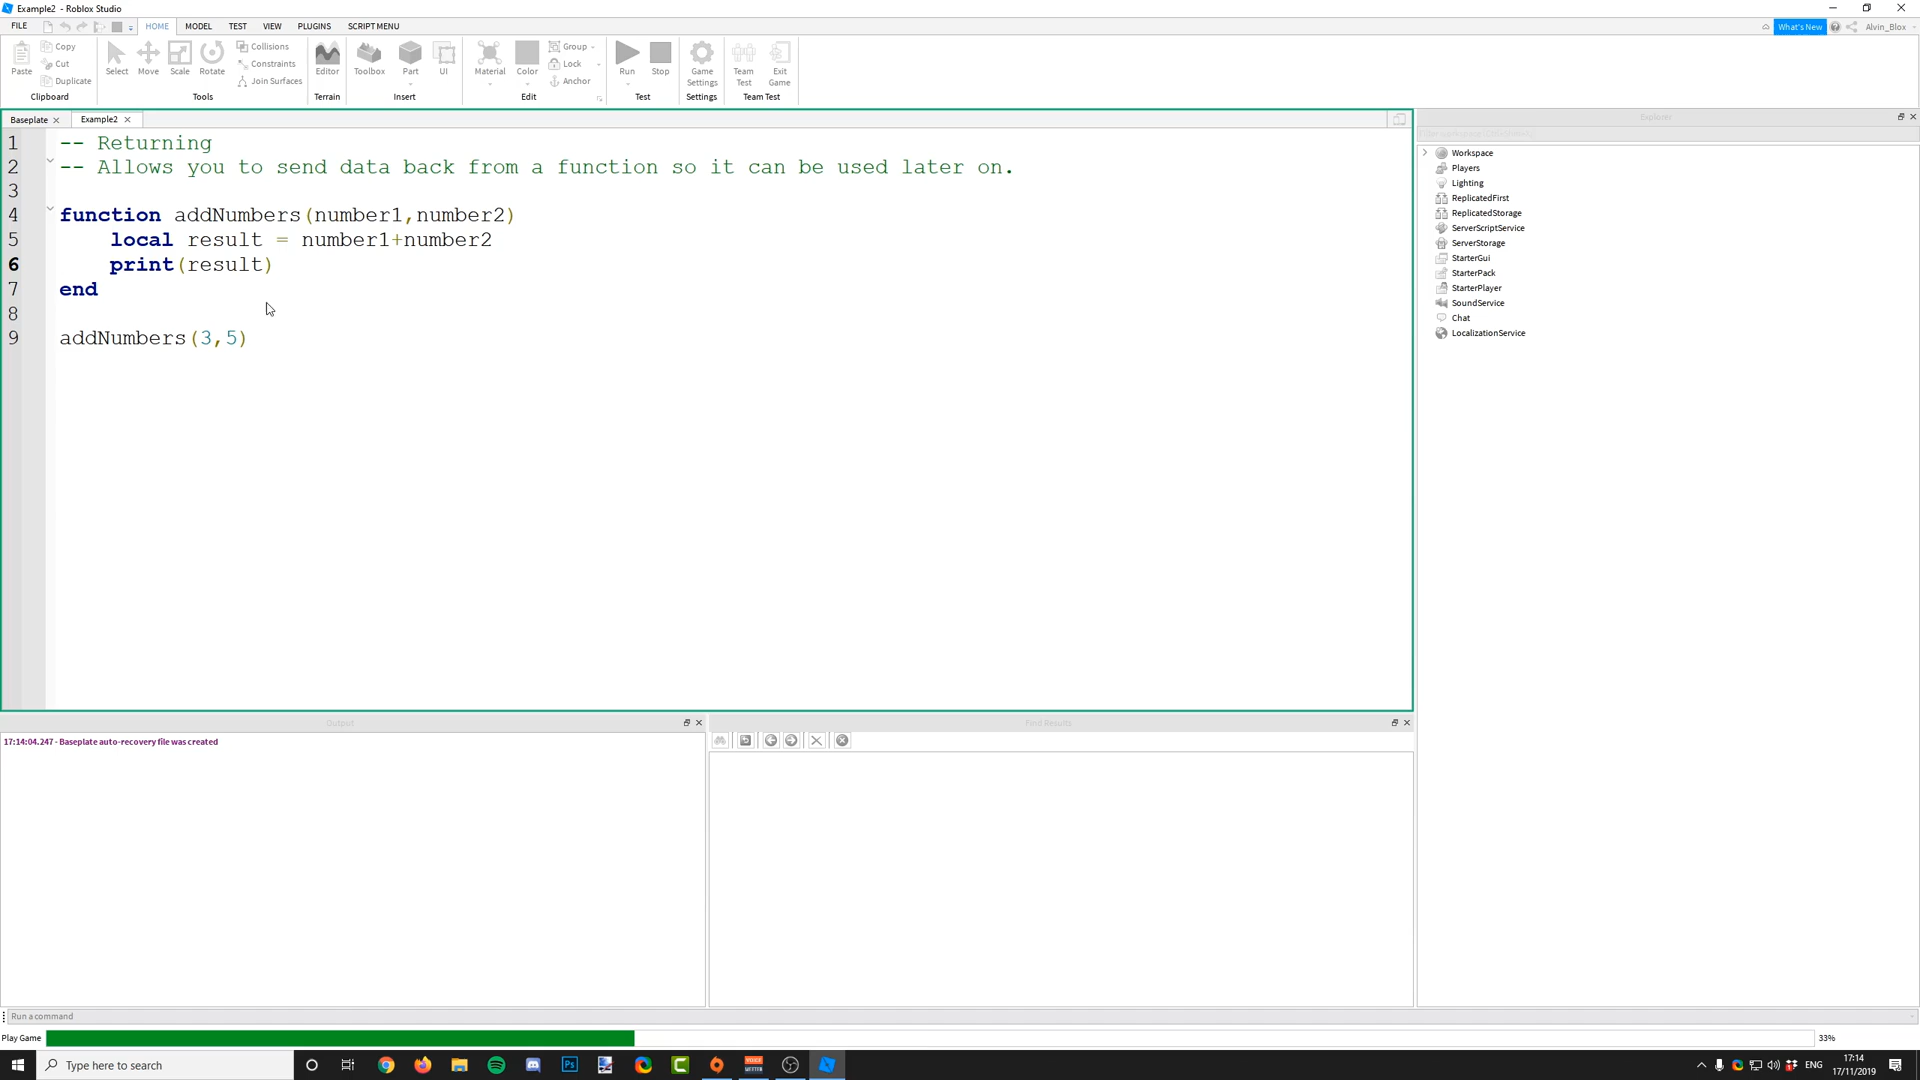 Example2 - Roblox Studio
FILE HOME MODEL TEST VIEW PLUGINS SCRIPT MENU What's New Alvin_Blox
Paste Copy Cut Duplicate Clipboard
Select Move Scale Rotate Collisions Constraints Join Surfaces Tools
Editor Terrain
Toolbox Part UI Insert
Material Color Group Lock Anchor Edit
Run Stop Test
Game Settings Settings
Team Test Exit Game Team Test
Baseplate Example2
1 -- Returning
2 -- Allows you to send data back from a function so it can be used later on.
3
4 function addNumbers(number1,number2)
5 local result = number1+number2
6 print(result)
7 end
8
9 addNumbers(3,5)
Explorer
Workspace
Players
Lighting
ReplicatedFirst
ReplicatedStorage
ServerScriptService
ServerStorage
StarterGui
StarterPack
StarterPlayer
SoundService
Chat
LocalizationService
Output
17:14:04.247 - Baseplate auto-recovery file was created
Find Results
Run a command
Play Game 33%
Type here to search
Ps
ENG
17:14
17/11/2019